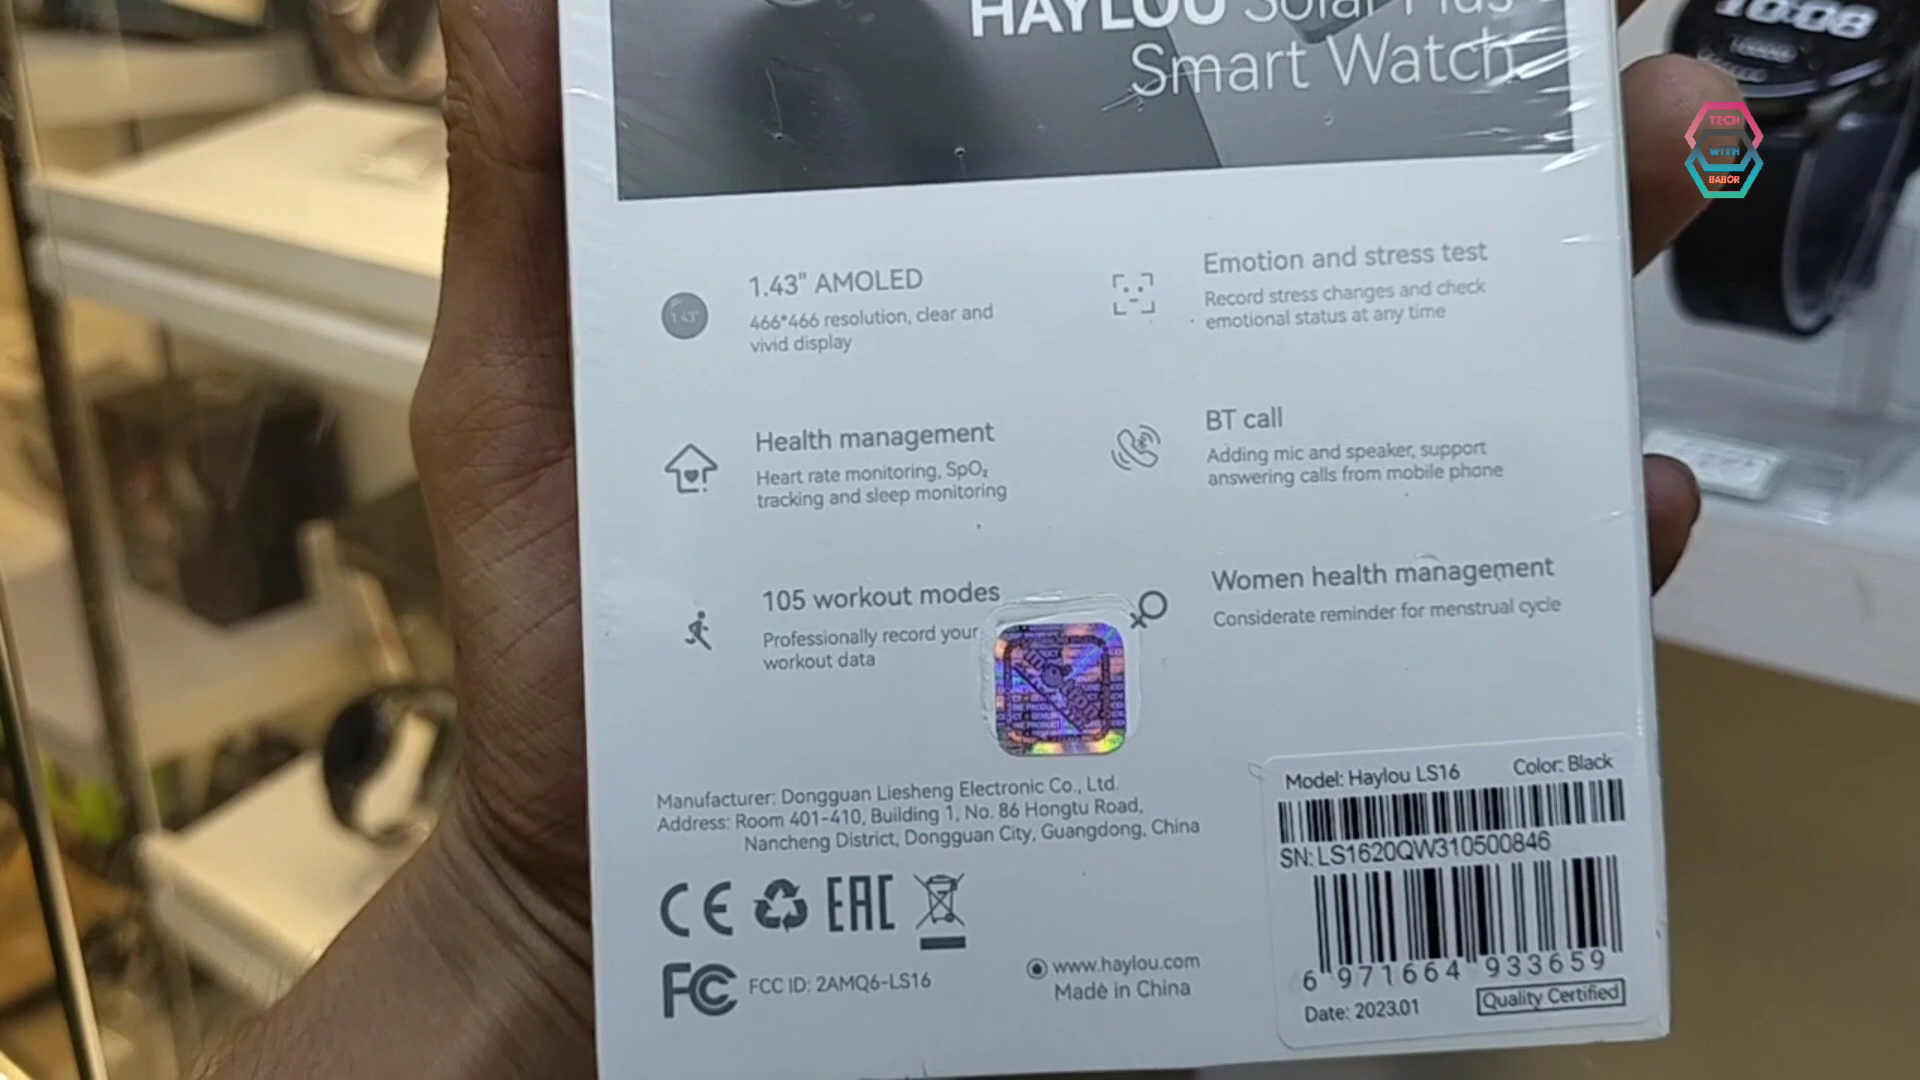 HAYLOU Solar Plus
Smart Watch
10:08
TECH
WITH
BABOR
1.43" AMOLED
466*466 resolution, clear and
vivid display
1.43"
Emotion and stress test
Record stress changes and check
emotional status at any time
Health management
Heart rate monitoring, SpO₂
tracking and sleep monitoring
BT call
Adding mic and speaker, support
answering calls from mobile phone
105 workout modes
Professionally record your
workout data
Women health management
Considerate reminder for menstrual cycle
Manufacturer: Dongguan Liesheng Electronic Co., Ltd.
Address: Room 401-410, Building 1, No. 86 Hongtu Road,
Nancheng District, Dongguan City, Guangdong, China
CE EAC
FC FCC ID: 2AMQ6-LS16
www.haylou.com
Made in China
Model: Haylou LS16 Color: Black
SN: LS1620QW310500846
6 971664 933659
Date: 2023.01 Quality Certified